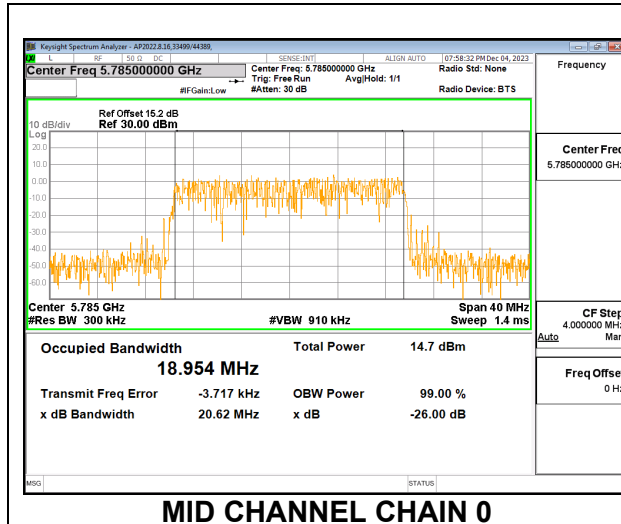 Keysight Spectrum Analyzer - AP2022.8.16,33499/44389,
L RF 50 Ω DC SENSE:INT ALIGN AUTO 07:58:32 PM Dec 04, 2023
Center Freq 5.785000000 GHz
Center Freq: 5.785000000 GHz Radio Std: None
Trig: Free Run Avg|Hold: 1/1
#IFGain:Low #Atten: 30 dB Radio Device: BTS
Frequency
Ref Offset 15.2 dB
10 dB/div Ref 30.00 dBm
Log
20.0
10.0
0.00
-10.0
-20.0
-30.0
-40.0
-50.0
-60.0
Center 5.785 GHz Span 40 MHz
#Res BW 300 kHz #VBW 910 kHz Sweep 1.4 ms
Occupied Bandwidth Total Power 14.7 dBm
18.954 MHz
Transmit Freq Error -3.717 kHz OBW Power 99.00 %
x dB Bandwidth 20.62 MHz x dB -26.00 dB
Center Freq
5.785000000 GHz
CF Step
4.000000 MHz
Auto Man
Freq Offset
0 Hz
MSG STATUS
MID CHANNEL CHAIN 0